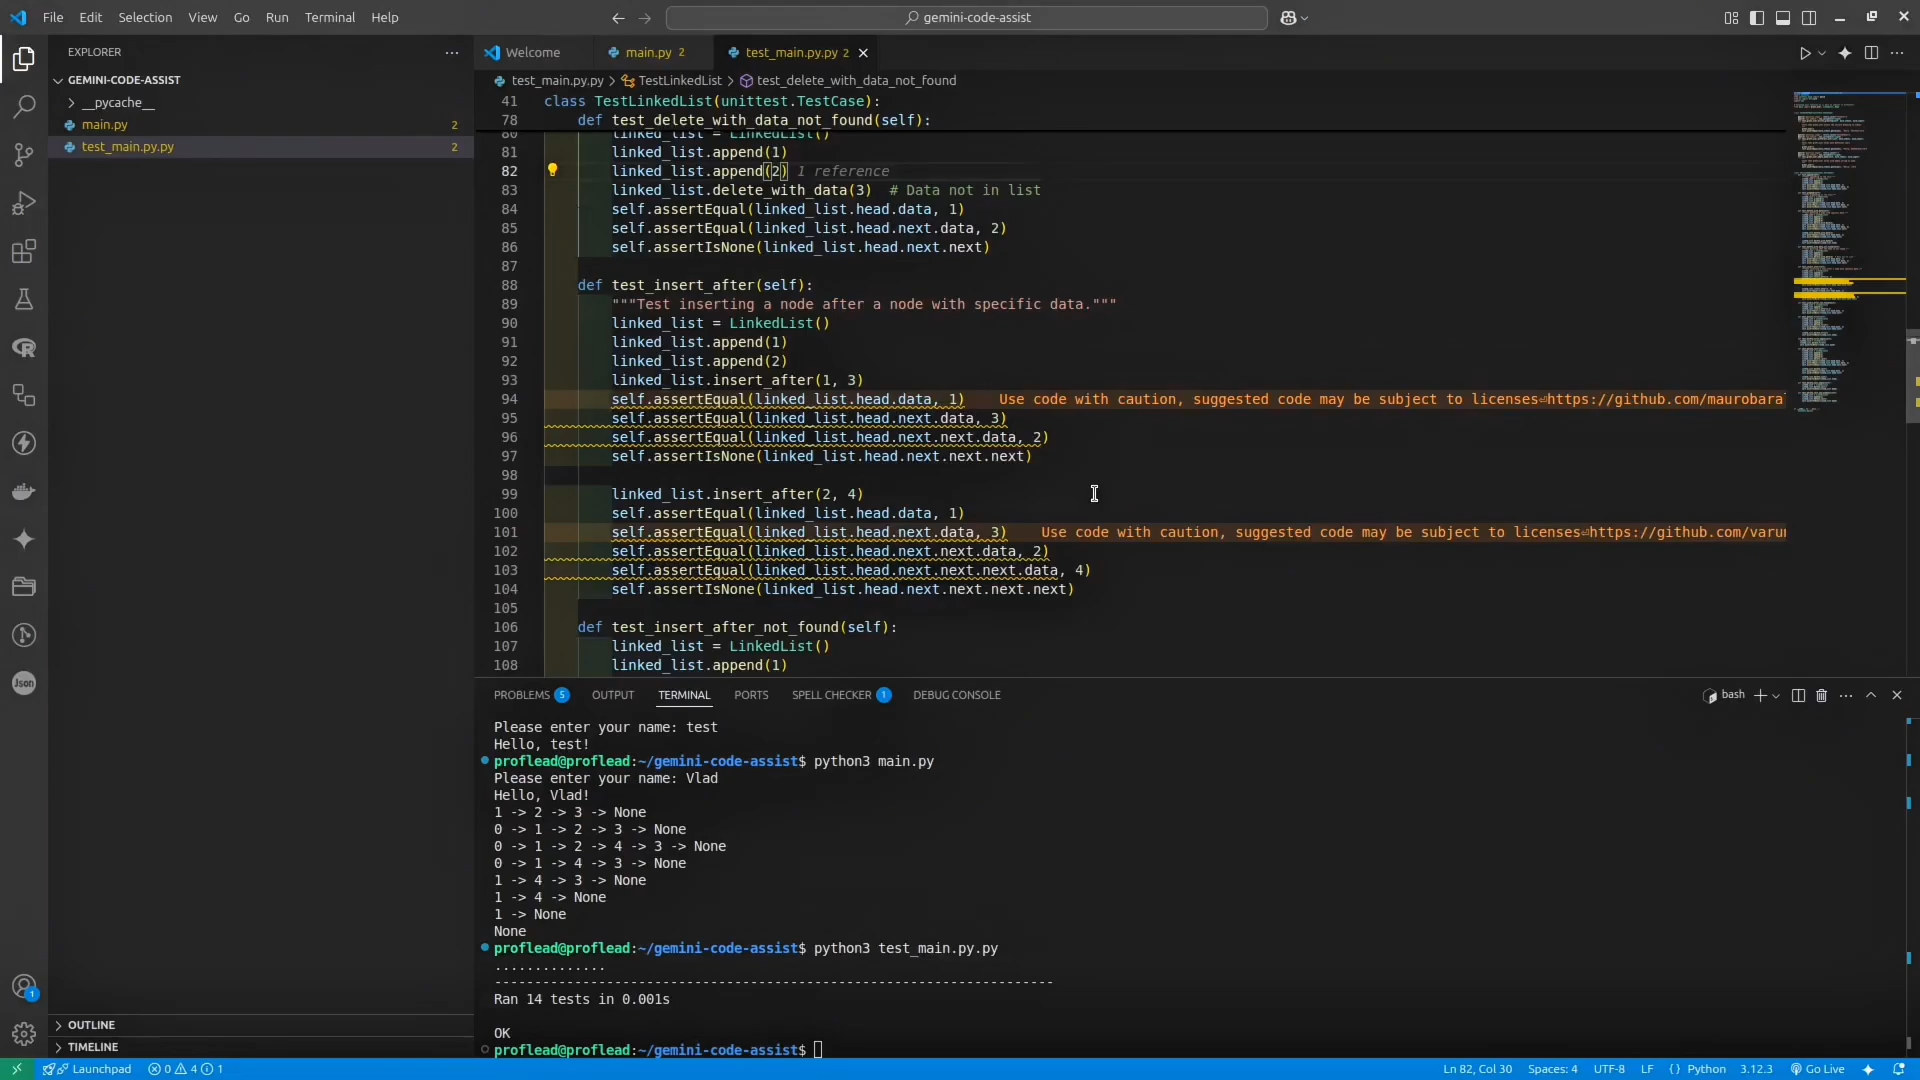 File Edit Selection View Go Run Terminal Help
gemini-code-assist
EXPLORER
GEMINI-CODE-ASSIST
__pycache__
main.py 2
test_main.py.py 2
Welcome
main.py 2
test_main.py.py 2
test_main.py.py > TestLinkedList > test_delete_with_data_not_found
41 class TestLinkedList(unittest.TestCase):
78 def test_delete_with_data_not_found(self):
80 linked_list = LinkedList()
81 linked_list.append(1)
82 linked_list.append(2) 1 reference
83 linked_list.delete_with_data(3) # Data not in list
84 self.assertEqual(linked_list.head.data, 1)
85 self.assertEqual(linked_list.head.next.data, 2)
86 self.assertIsNone(linked_list.head.next.next)
87
88 def test_insert_after(self):
89 """Test inserting a node after a node with specific data."""
90 linked_list = LinkedList()
91 linked_list.append(1)
92 linked_list.append(2)
93 linked_list.insert_after(1, 3)
94 self.assertEqual(linked_list.head.data, 1) Use code with caution, suggested code may be subject to licenses⏎https://github.com/maurobara
95 self.assertEqual(linked_list.head.next.data, 3)
96 self.assertEqual(linked_list.head.next.next.data, 2)
97 self.assertIsNone(linked_list.head.next.next.next)
98
99 linked_list.insert_after(2, 4)
100 self.assertEqual(linked_list.head.data, 1)
101 self.assertEqual(linked_list.head.next.data, 3) Use code with caution, suggested code may be subject to licenses⏎https://github.com/varu
102 self.assertEqual(linked_list.head.next.next.data, 2)
103 self.assertEqual(linked_list.head.next.next.next.data, 4)
104 self.assertIsNone(linked_list.head.next.next.next.next)
105
106 def test_insert_after_not_found(self):
107 linked_list = LinkedList()
108 linked_list.append(1)
PROBLEMS 5 OUTPUT TERMINAL PORTS SPELL CHECKER 1 DEBUG CONSOLE
bash
Please enter your name: test
Hello, test!
proflead@proflead:~/gemini-code-assist$ python3 main.py
Please enter your name: Vlad
Hello, Vlad!
1 -> 2 -> 3 -> None
0 -> 1 -> 2 -> 3 -> None
0 -> 1 -> 2 -> 4 -> 3 -> None
0 -> 1 -> 4 -> 3 -> None
1 -> 4 -> 3 -> None
1 -> 4 -> None
1 -> None
None
proflead@proflead:~/gemini-code-assist$ python3 test_main.py.py
..............
----------------------------------------------------------------------
Ran 14 tests in 0.001s
OK
proflead@proflead:~/gemini-code-assist$
Json
1
OUTLINE
TIMELINE
Launchpad 0 4 1
Ln 82, Col 30 Spaces: 4 UTF-8 LF { } Python 3.12.3 Go Live